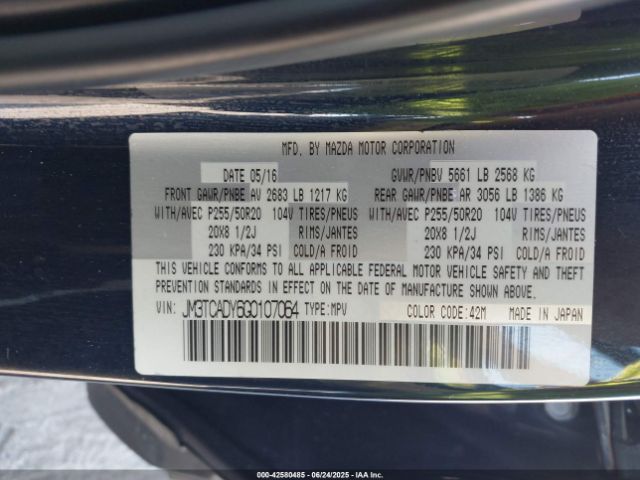 MFD. BY MAZDA MOTOR CORPORATION
DATE 05/16 GVWR/PNBV 5661 LB 2568 KG
FRONT GAWR/PNBE AV 2683 LB 1217 KG REAR GAWR/PNBE AR 3056 LB 1386 KG
WITH/AVEC P255/50R20 104V TIRES/PNEUS WITH/AVEC P255/50R20 104V TIRES/PNEUS
20X8 1/2J RIMS/JANTES 20X8 1/2J RIMS/JANTES
230 KPA/34 PSI COLD/A FROID 230 KPA/34 PSI COLD/A FROID
THIS VEHICLE CONFORMS TO ALL APPLICABLE FEDERAL MOTOR VEHICLE SAFETY AND THEFT
PREVENTION STANDARDS IN EFFECT ON THE DATE OF MANUFACTURE SHOWN ABOVE.
VIN: JM3TCADY6G0107064 TYPE:MPV COLOR CODE:42M MADE IN JAPAN
000-42580485 - 06/24/2025 - IAAI.com